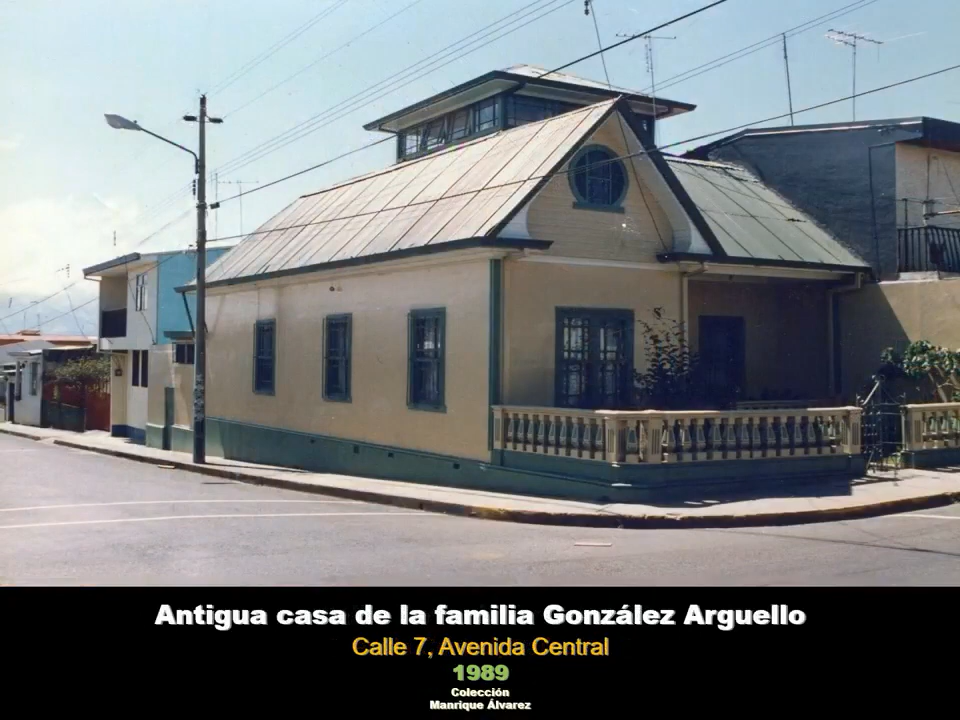 Antigua casa de la familia González Arguello
Calle 7, Avenida Central
1989
Colección
Manrique Álvarez